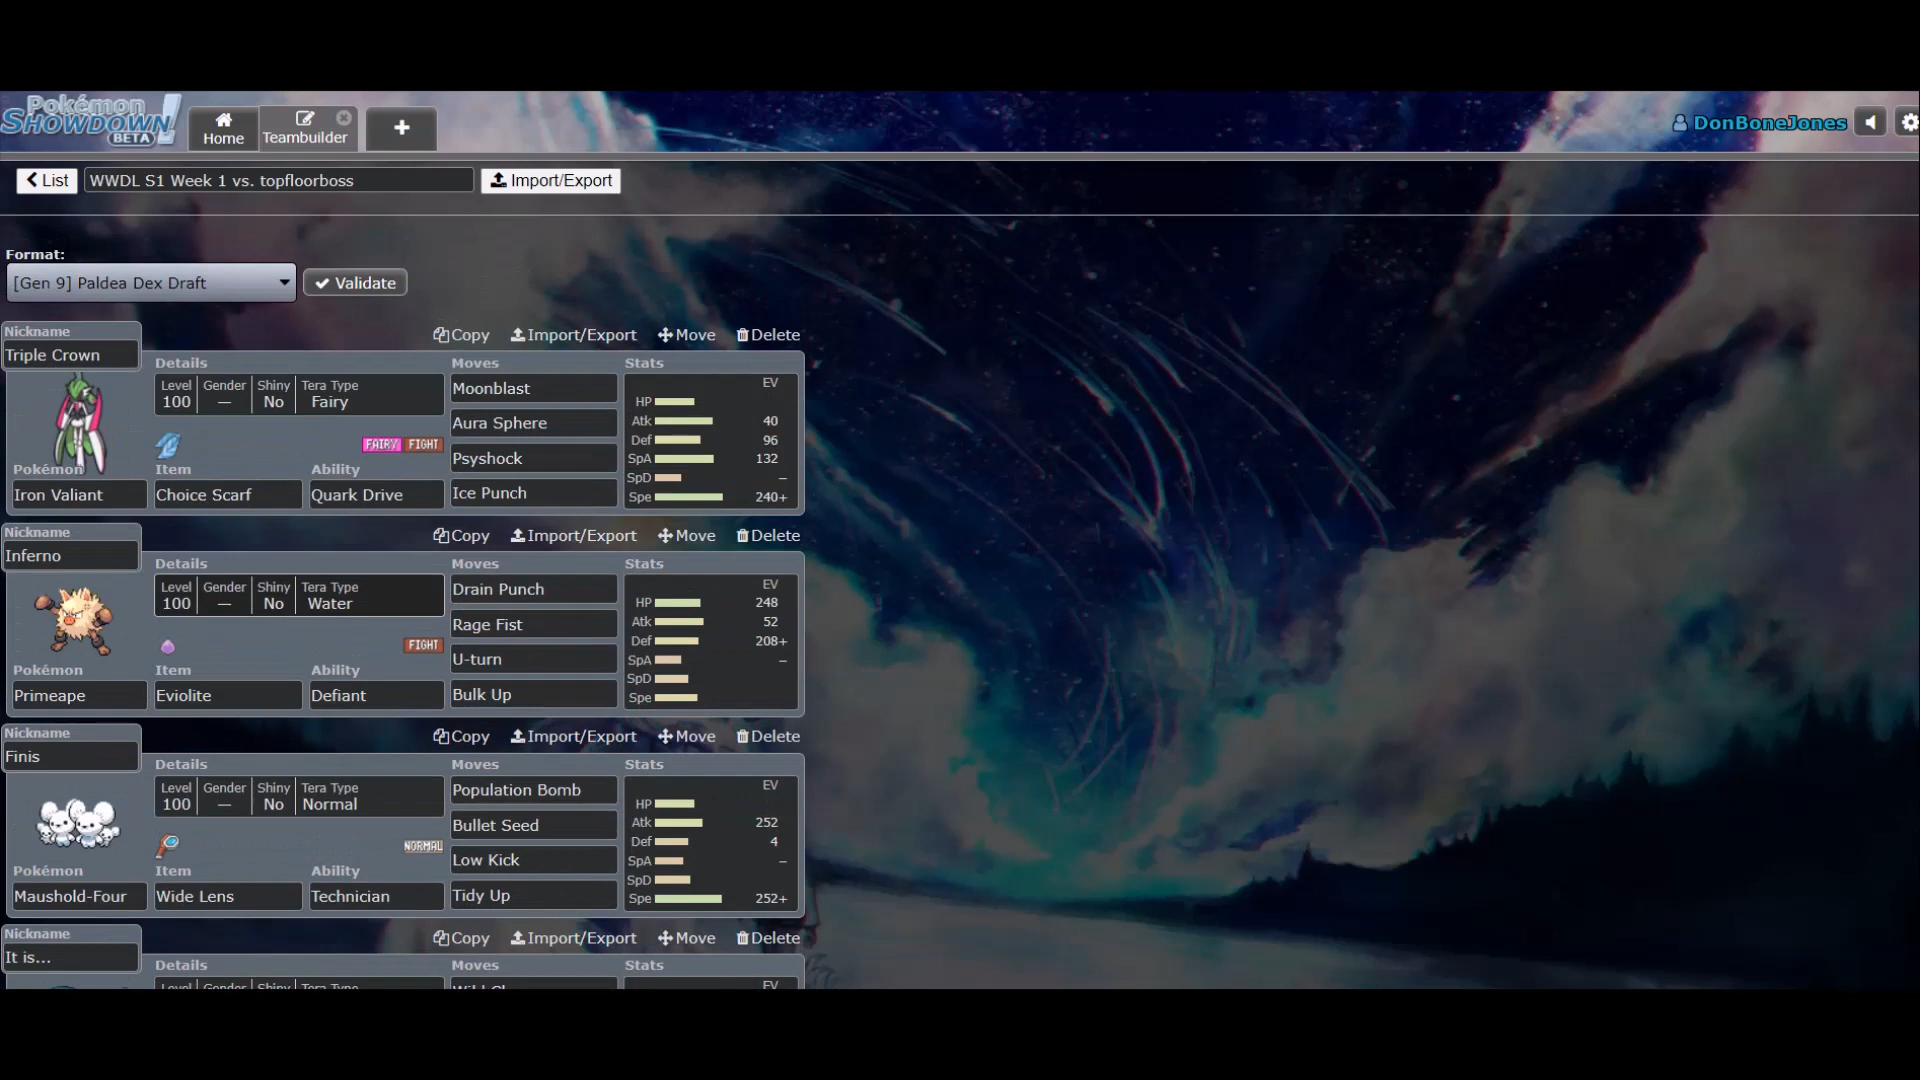 Pokémon
SHOWDOWN!
BETA
Home
Teambuilder
DonBoneJones
List
WWDL S1 Week 1 vs. topfloorboss
Import/Export
Format:
[Gen 9] Paldea Dex Draft
Validate
Copy Import/Export Move Delete
Nickname
Triple Crown
Details Moves Stats
Level Gender Shiny Tera Type
100 — No Fairy
Moonblast
Aura Sphere
Psyshock
Ice Punch
EV
HP
Atk 40
Def 96
SpA 132
SpD –
Spe 240+
FAIRY FIGHT
Pokémon Item Ability
Iron Valiant Choice Scarf Quark Drive
Copy Import/Export Move Delete
Nickname
Inferno
Details Moves Stats
Level Gender Shiny Tera Type
100 — No Water
Drain Punch
Rage Fist
U-turn
Bulk Up
EV
HP 248
Atk 52
Def 208+
SpA –
SpD
Spe
FIGHT
Pokémon Item Ability
Primeape Eviolite Defiant
Copy Import/Export Move Delete
Nickname
Finis
Details Moves Stats
Level Gender Shiny Tera Type
100 — No Normal
Population Bomb
Bullet Seed
Low Kick
Tidy Up
EV
HP
Atk 252
Def 4
SpA –
SpD
Spe 252+
NORMAL
Pokémon Item Ability
Maushold-Four Wide Lens Technician
Copy Import/Export Move Delete
Nickname
It is...
Details Moves Stats
Level Gender Shiny Tera Type
EV